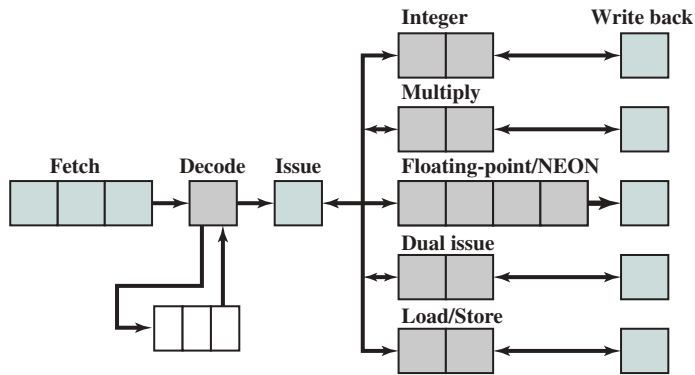 Integer
Write back
Multiply
Fetch
Decode
Issue
Floating-point/NEON
Dual issue
Load/Store